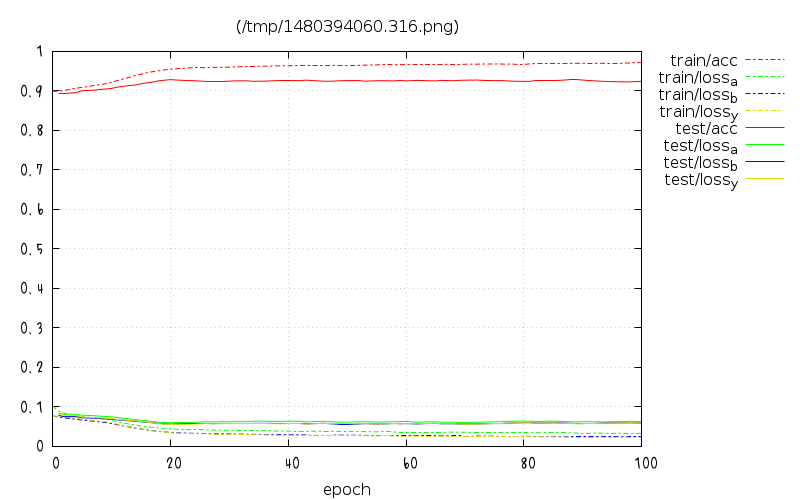 (/tmp/1480394060.316.png)
1
0.9
0.8
0.7
0.6
0.5
0.4
0.3
0.2
0.1
0
0 20 40 60 80 100
epoch
train/acc
train/loss_a
train/loss_b
train/loss_y
test/acc
test/loss_a
test/loss_b
test/loss_y